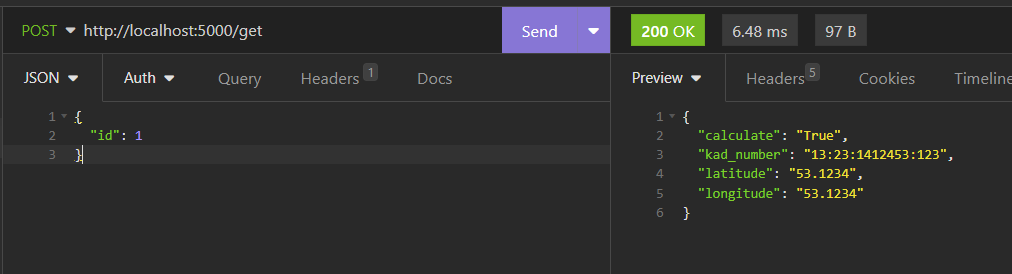 POST http://localhost:5000/get Send 200 OK 6.48 ms 97 B
JSON Auth Query Headers 1 Docs Preview Headers 5 Cookies Timeline
1 {
2 "id": 1
3 }
1 {
2 "calculate": "True",
3 "kad_number": "13:23:1412453:123",
4 "latitude": "53.1234",
5 "longitude": "53.1234"
6 }